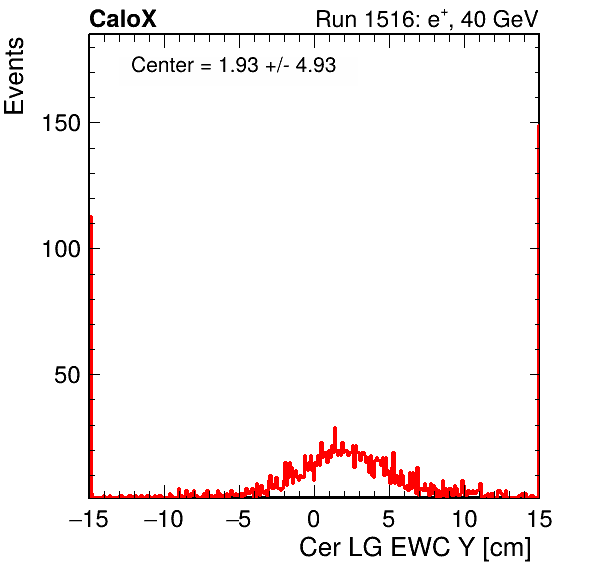 CaloX Run 1516: e⁺, 40 GeV
Center = 1.93 +/- 4.93
Events
150
100
50
−15 −10 −5 0 5 10 15
Cer LG EWC Y [cm]